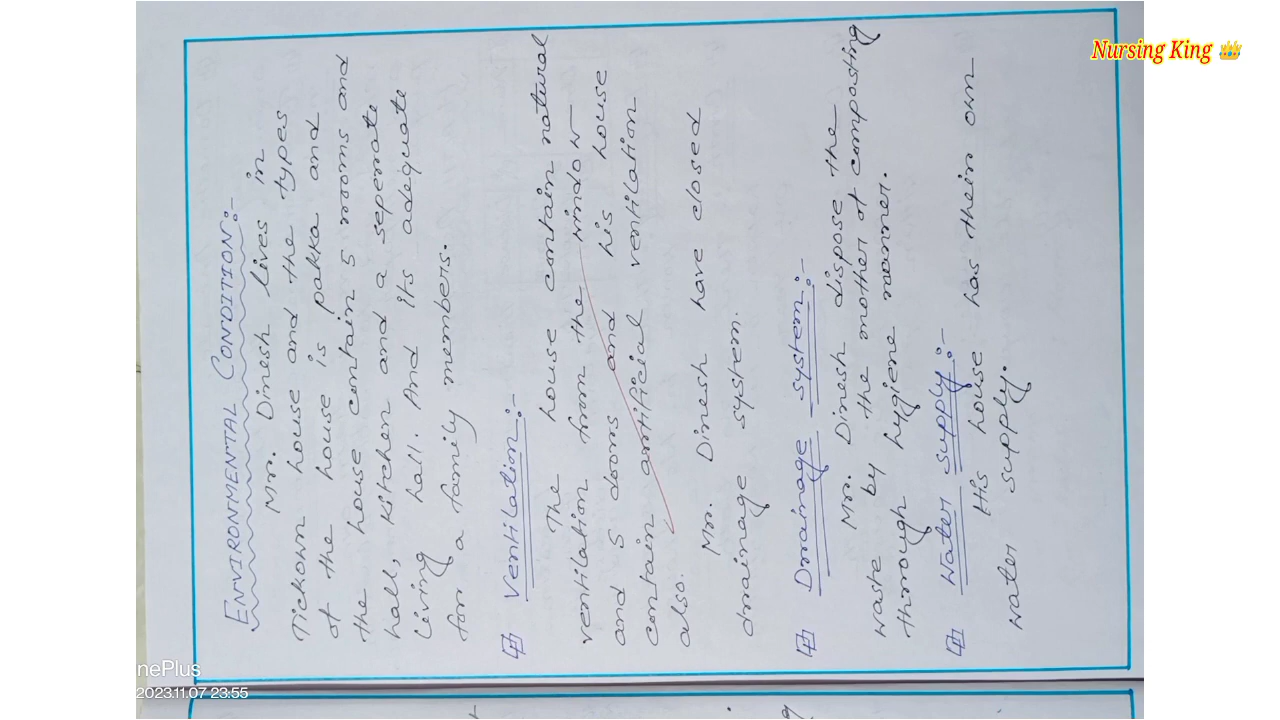 Nursing King 👑
ENVIRONMENTAL CONDITION:-
Mr. Dinesh lives in
Tickown house and the types
of the house is pakka and
the house contain 5 rooms and
hall, kitchen and a seperate
living hall. And its adequate
for a family members.
Ventilation:-
The house contain natural
ventilation from the window
and 5 doors and his house
contain artificial ventilation
also.
Mr. Dinesh have closed
drainage system.
Drainage system:-
Mr. Dinesh dispose the
waste by the mother of composting
through hygiene manner.
Water supply:-
His house has their own
water supply.
nePlus
2023.11.07 23:55